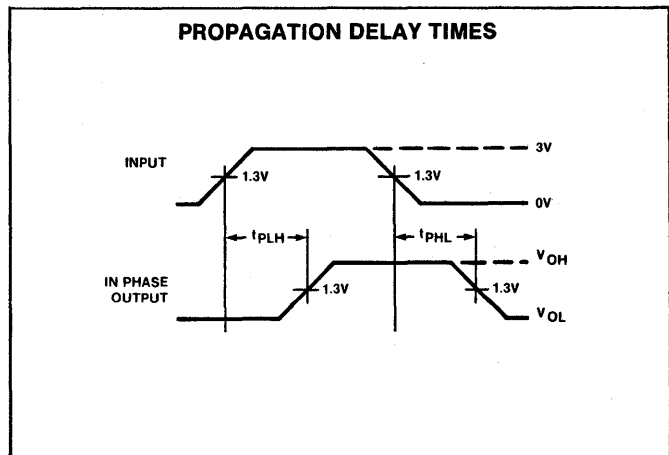 PROPAGATION DELAY TIMES
INPUT
1.3V
1.3V
3V
0V
tPLH
tPHL
IN PHASE
OUTPUT
1.3V
1.3V
VOH
VOL